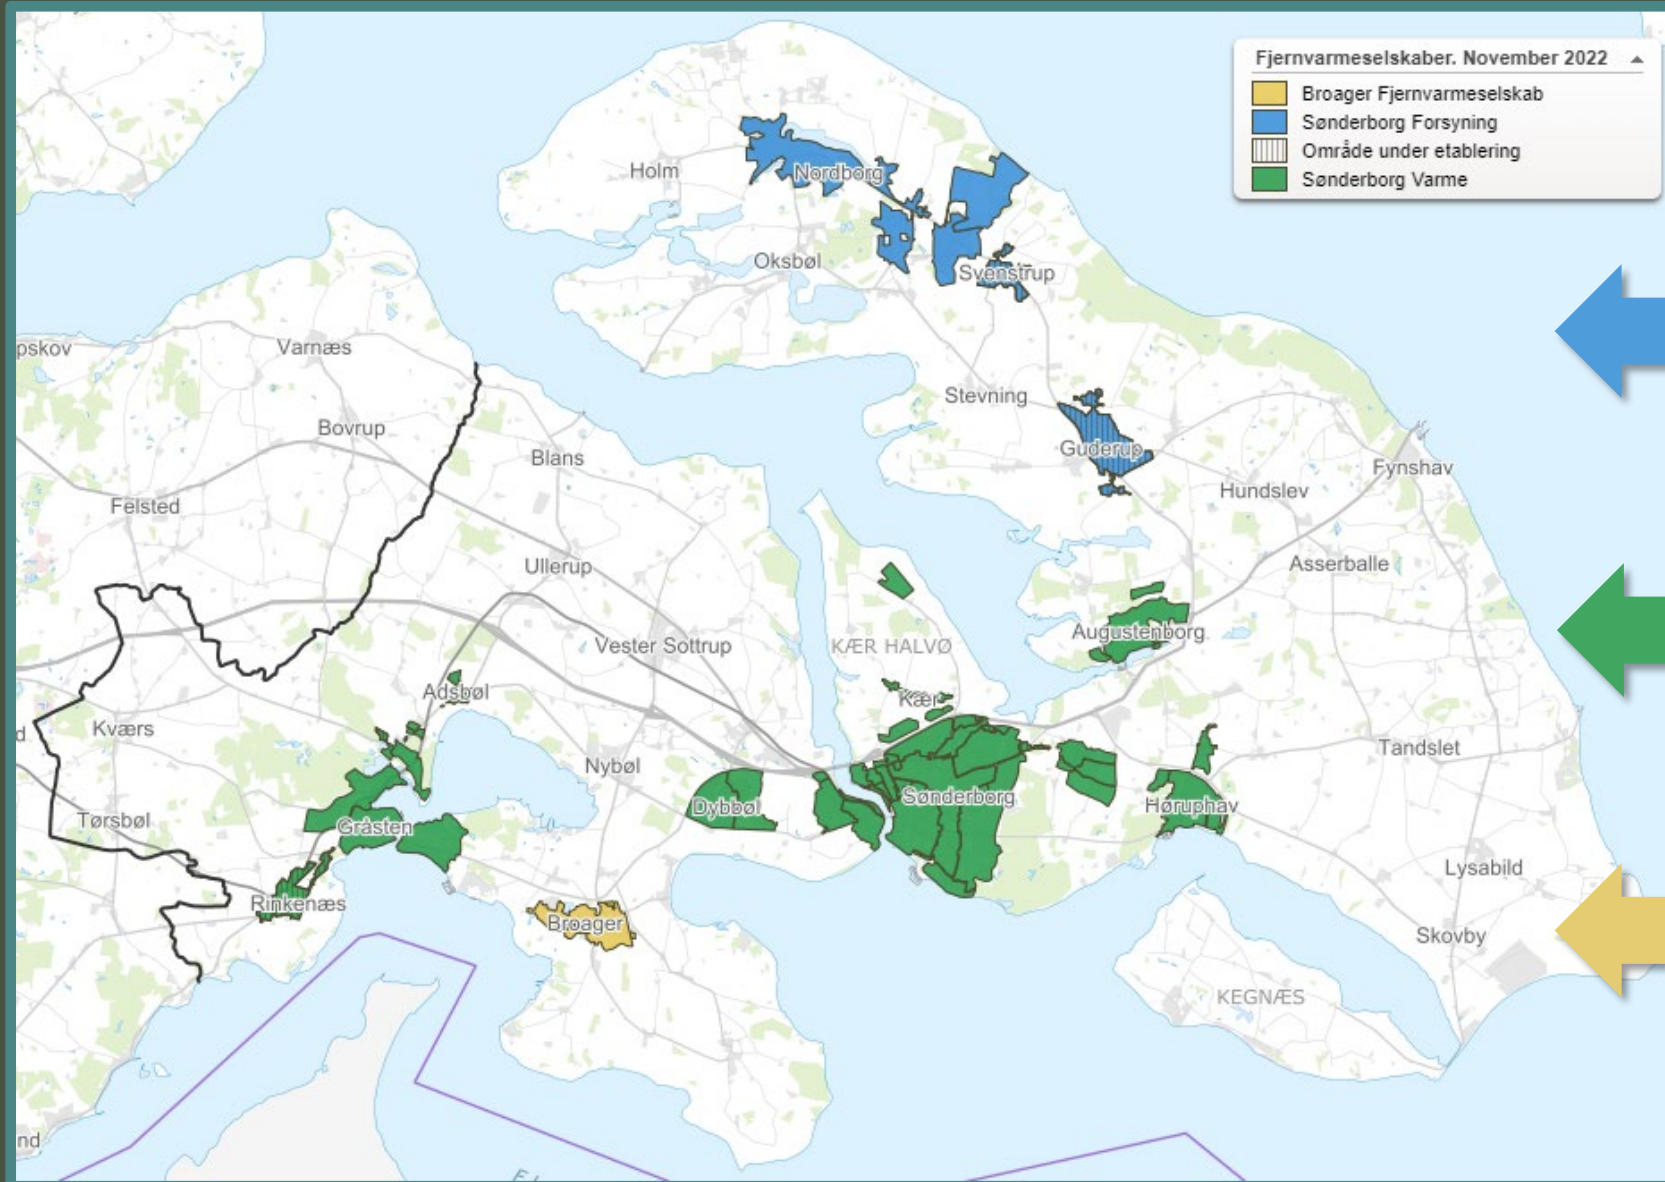 Fjernvarmeselskaber. November 2022
Broager Fjernvarmeselskab
Sønderborg Forsyning
Område under etablering
Sønderborg Varme
Holm
Nordborg
Oksbøl
Svenstrup
pskov
Varnæs
Stevning
Bovrup
Guderup
Blans
Fynshav
Hundslev
Felsted
Ullerup
Asserballe
Augustenborg
Vester Sottrup
KÆR HALVØ
Adsbøl
Kær
d
Kværs
Tandslet
Nybøl
Dybbøl
Sønderborg
Høruphav
Tørsbøl
Gråsten
Lysabild
Rinkenæs
Broager
Skovby
KEGNÆS
nd